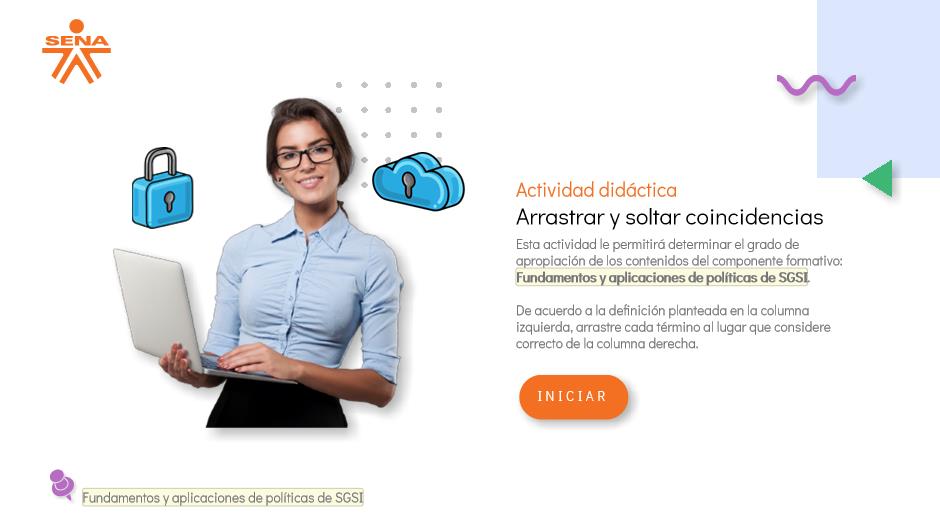 SENA
Actividad didáctica
Arrastrar y soltar coincidencias
Esta actividad le permitirá determinar el grado de
apropiación de los contenidos del componente formativo:
Fundamentos y aplicaciones de políticas de SGSI.
De acuerdo a la definición planteada en la columna
izquierda, arrastre cada término al lugar que considere
correcto de la columna derecha.
INICIAR
Fundamentos y aplicaciones de políticas de SGSI